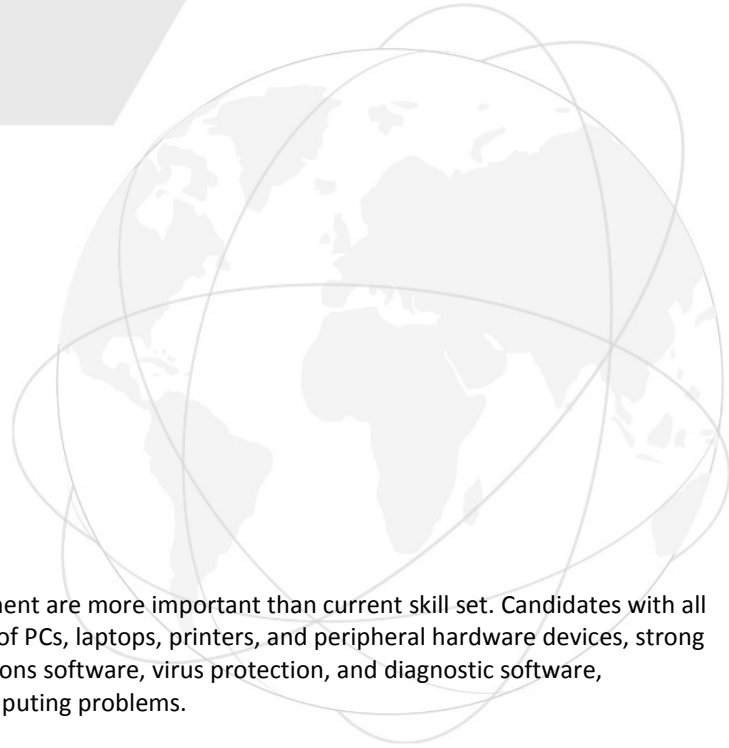 ment are more important than current skill set. Candidates with all
of PCs, laptops, printers, and peripheral hardware devices, strong
ons software, virus protection, and diagnostic software,
puting problems.